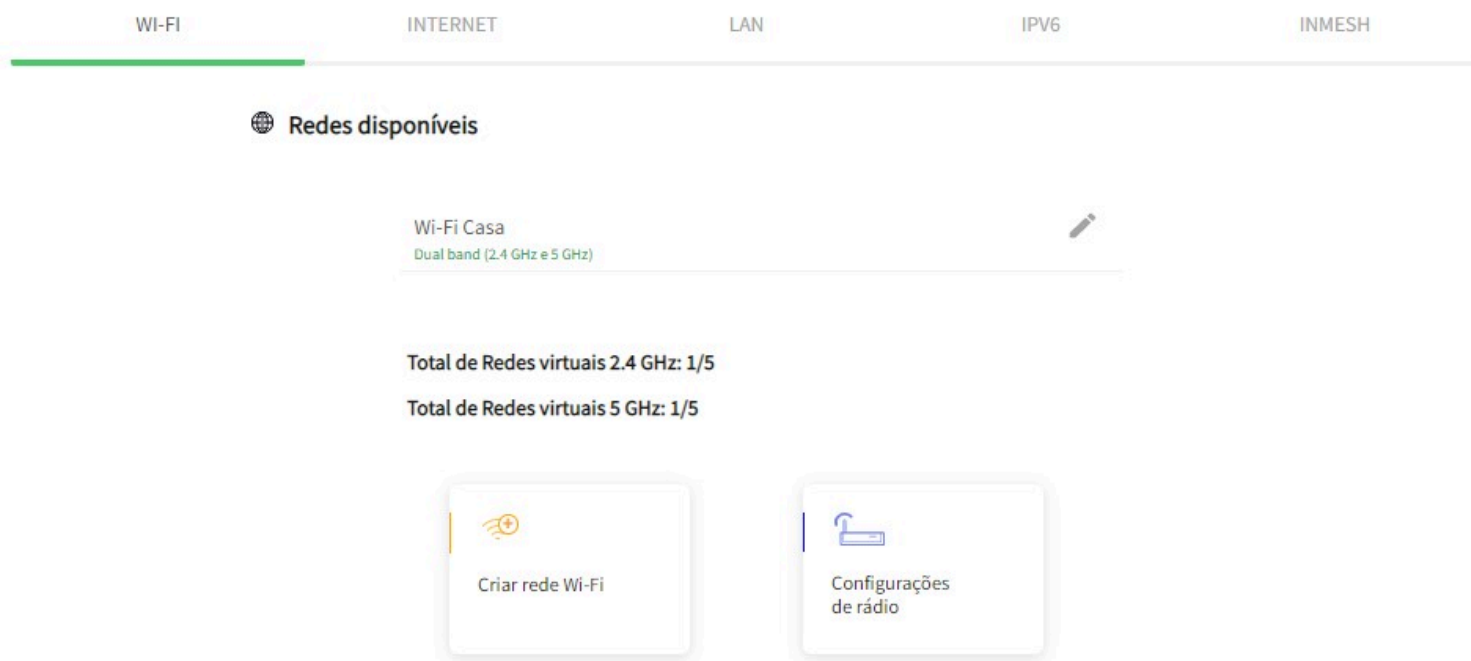 WI-FI
INTERNET
LAN
IPV6
INMESH
Redes disponíveis
Wi-Fi Casa
Dual band (2.4 GHz e 5 GHz)
Total de Redes virtuais 2.4 GHz: 1/5
Total de Redes virtuais 5 GHz: 1/5
Criar rede Wi-Fi
Configurações
de rádio